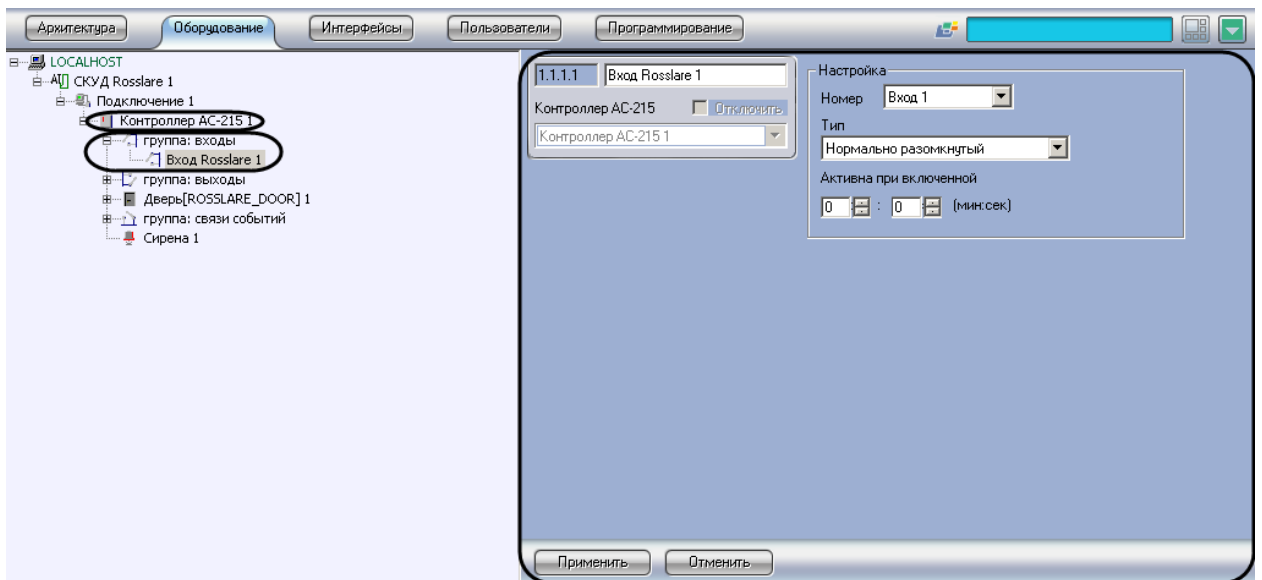 Архитектура Оборудование Интерфейсы Пользователи Программирование
LOCALHOST
СКУД Rosslare 1
Подключение 1
Контроллер AC-215 1
группа: входы
Вход Rosslare 1
группа: выходы
Дверь[ROSSLARE_DOOR] 1
группа: связи событий
Сирена 1
1.1.1.1 Вход Rosslare 1
Контроллер AC-215 Отключить
Контроллер AC-215 1
Настройка
Номер Вход 1
Тип
Нормально разомкнутый
Активна при включенной
0 : 0 (мин:сек)
Применить Отменить